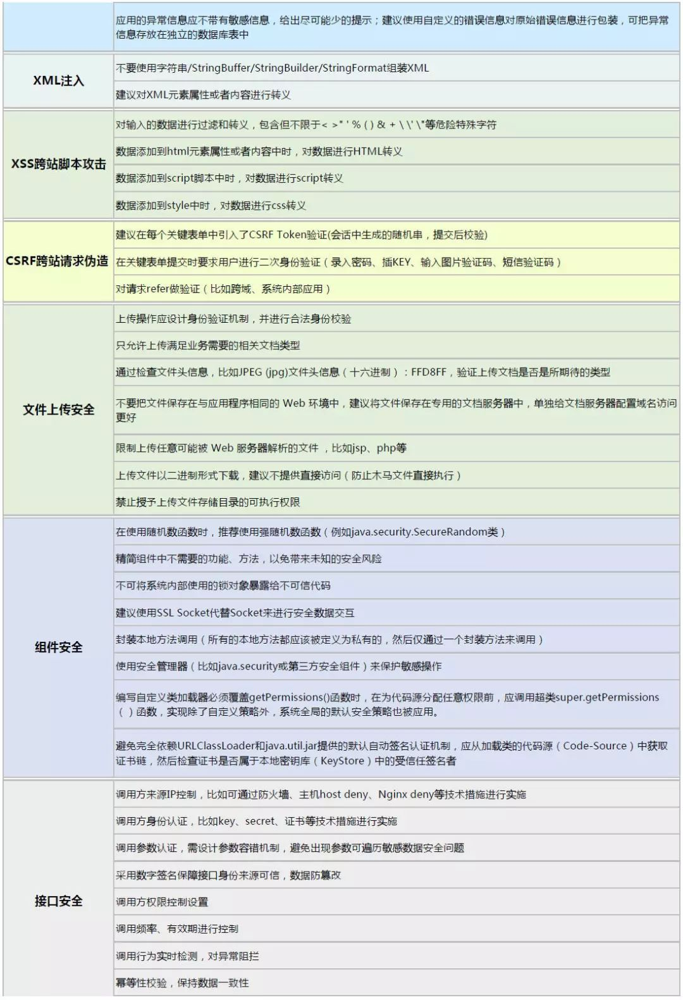 应用的异常信息应不带有敏感信息，给出尽可能少的提示；建议使用自定义的错误信息对原始错误信息进行包装，可把异常
信息存放在独立的数据库表中
XML注入
不要使用字符串/StringBuffer/StringBuilder/StringFormat组装XML
建议对XML元素属性或者内容进行转义
XSS跨站脚本攻击
对输入的数据进行过滤和转义，包含但不限于< >" ' % ( ) & + \ \' \"等危险特殊字符
数据添加到html元素属性或者内容中时，对数据进行HTML转义
数据添加到script脚本中时，对数据进行script转义
数据添加到style中时，对数据进行css转义
CSRF跨站请求伪造
建议在每个关键表单中引入了CSRF Token验证(会话中生成的随机串，提交后校验)
在关键表单提交时要求用户进行二次身份验证（录入密码、插KEY、输入图片验证码、短信验证码）
对请求refer做验证（比如跨域、系统内部应用）
文件上传安全
上传操作应设计身份验证机制，并进行合法身份校验
只允许上传满足业务需要的相关文档类型
通过检查文件头信息，比如JPEG (jpg)文件头信息（十六进制）：FFD8FF，验证上传文档是否是所期待的类型
不要把文件保存在与应用程序相同的 Web 环境中，建议将文件保存在专用的文档服务器中，单独给文档服务器配置域名访问
更好
限制上传任意可能被 Web 服务器解析的文件 ，比如jsp、php等
上传文件以二进制形式下载，建议不提供直接访问（防止木马文件直接执行）
禁止授予上传文件存储目录的可执行权限
组件安全
在使用随机数函数时，推荐使用强随机数函数（例如java.security.SecureRandom类）
精简组件中不需要的功能、方法，以免带来未知的安全风险
不可将系统内部使用的锁对象暴露给不可信代码
建议使用SSL Socket代替Socket来进行安全数据交互
封装本地方法调用（所有的本地方法都应该被定义为私有的，然后仅通过一个封装方法来调用）
使用安全管理器（比如java.security或第三方安全组件）来保护敏感操作
编写自定义类加载器必须覆盖getPermissions()函数时，在为代码源分配任意权限前，应调用超类super.getPermissions
（）函数，实现除了自定义策略外，系统全局的默认安全策略也被应用。
避免完全依赖URLClassLoader和java.util.jar提供的默认自动签名认证机制，应从加载类的代码源（Code-Source）中获取
证书链，然后检查证书是否属于本地密钥库（KeyStore）中的受信任签名者
接口安全
调用方来源IP控制，比如可通过防火墙、主机host deny、Nginx deny等技术措施进行实施
调用方身份认证，比如key、secret、证书等技术措施进行实施
调用参数认证，需设计参数容错机制，避免出现参数可遍历敏感数据安全问题
采用数字签名保障接口身份来源可信，数据防篡改
调用方权限控制设置
调用频率、有效期进行控制
调用行为实时检测，对异常阻拦
幂等性校验，保持数据一致性